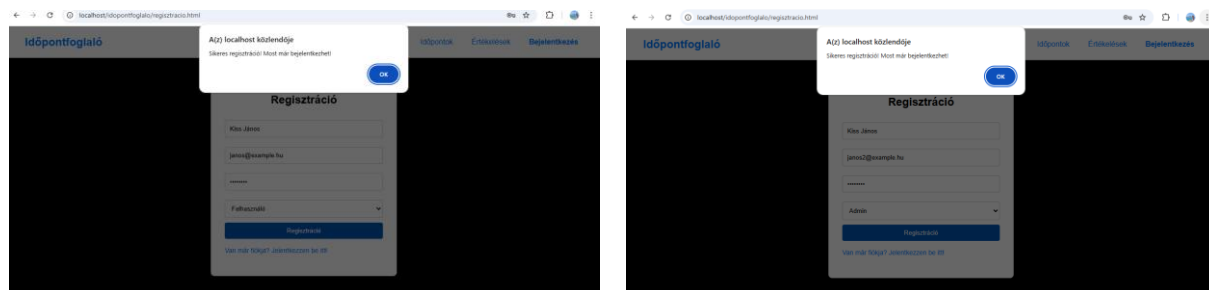 localhost/idopontfoglalo/regisztracio.html
Időpontfoglaló
A(z) localhost közlendője
Sikeres regisztráció! Most már bejelentkezhet!
OK
Időpontok Értékelések Bejelentkezés
Regisztráció
Kiss János
janos@example.hu
Felhasználó
Regisztráció
Van már fiókja? Jelentkezzen be itt!
localhost/idopontfoglalo/regisztracio.html
Időpontfoglaló
A(z) localhost közlendője
Sikeres regisztráció! Most már bejelentkezhet!
OK
Időpontok Értékelések Bejelentkezés
Regisztráció
Kiss János
janos2@example.hu
Admin
Regisztráció
Van már fiókja? Jelentkezzen be itt!